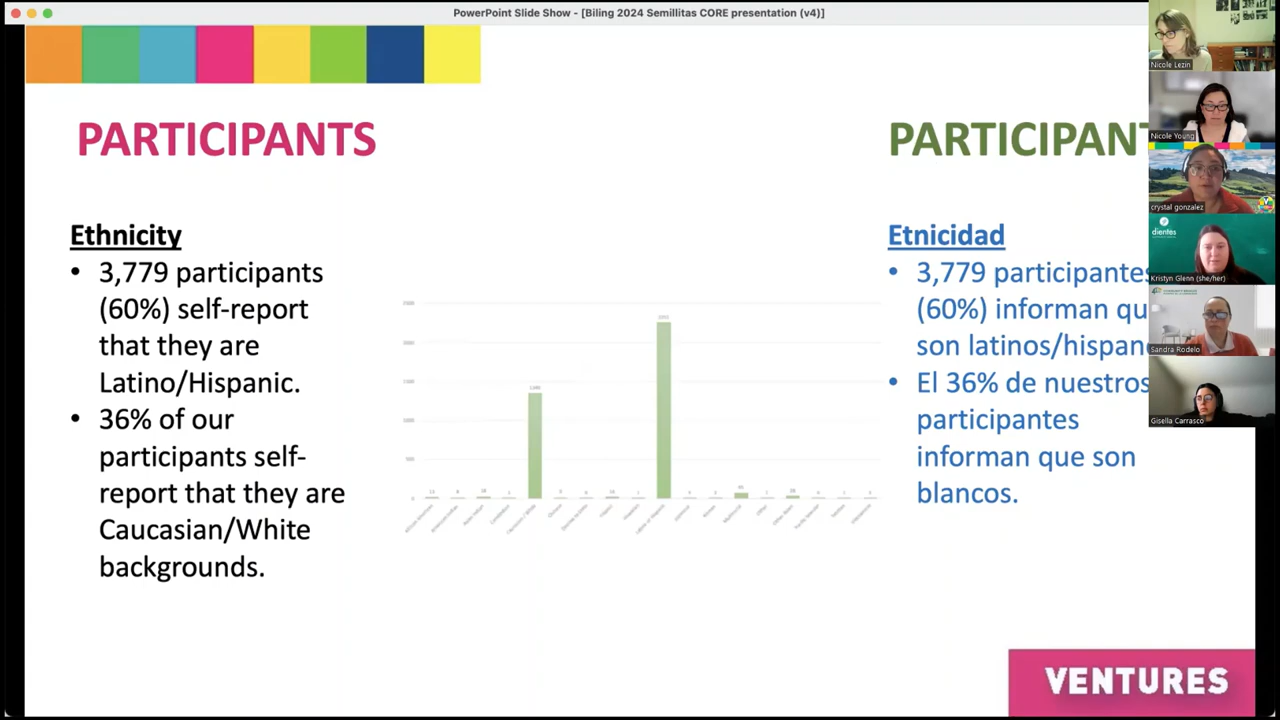 PowerPoint Slide Show - [Biling 2024 Semillitas CORE presentation (v4)]
PARTICIPANTS
Ethnicity
• 3,779 participants
(60%) self-report
that they are
Latino/Hispanic.
• 36% of our
participants self-
report that they are
Caucasian/White
backgrounds.
PARTICIPANT
Etnicidad
• 3,779 participantes
(60%) informan qu
son latinos/hispan
• El 36% de nuestros
participantes
informan que son
blancos.
VENTURES
Nicole Lezin
Nicole Young
crystal gonzalez
dientes
Kristyn Glenn (she/her)
Sandra Rodelo
Gisella Carrasco